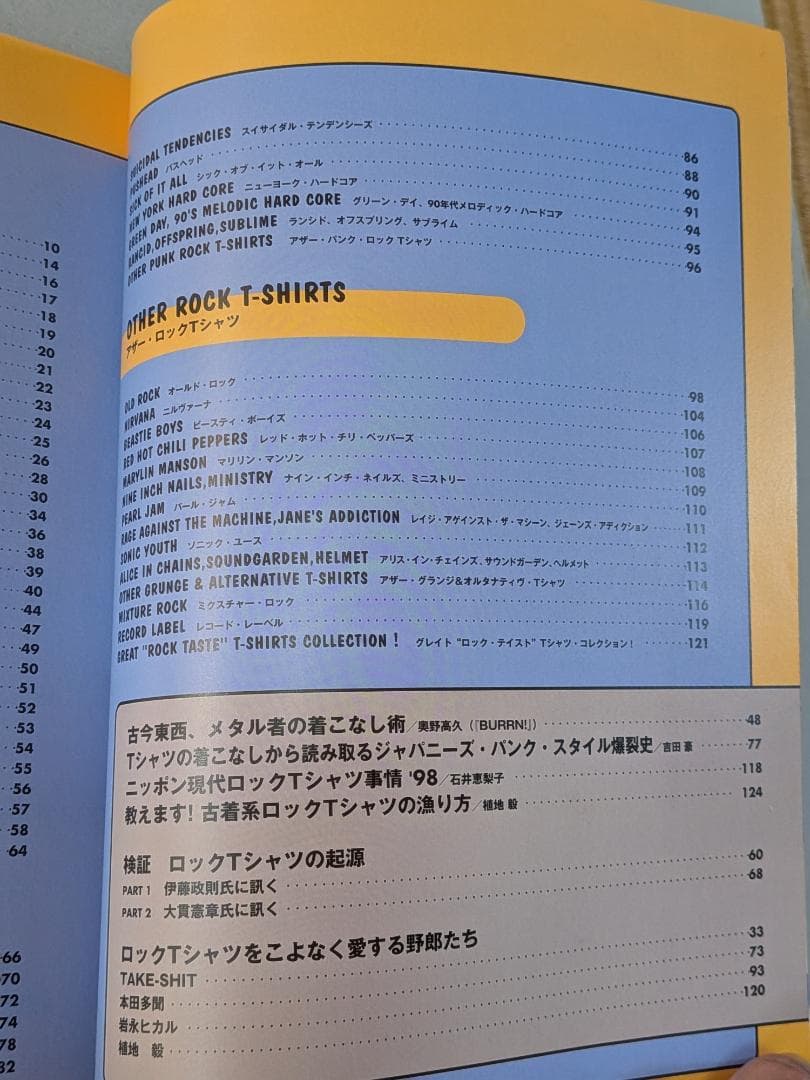 10
14
16
17
18
19
20
21
22
23
24
25
26
28
30
34
36
38
39
40
44
47
49
50
51
52
53
54
55
56
57
58
64
66
70
72
74
78
82
SUICIDAL TENDENCIES スイサイダル・テンデンシーズ 86
PUSHEAD パスヘッド 88
SICK OF IT ALL シック・オブ・イット・オール 90
NEW YORK HARD CORE ニューヨーク・ハードコア 91
GREEN DAY, 90'S MELODIC HARD CORE グリーン・デイ、90年代メロディック・ハードコア 94
RANCID,OFFSPRING,SUBLIME ランシド、オフスプリング、サブライム 95
OTHER PUNK ROCK T-SHIRTS アザー・パンク・ロックTシャツ 96
OTHER ROCK T-SHIRTS
アザー・ロックTシャツ
OLD ROCK オールド・ロック 98
NIRVANA ニルヴァーナ 104
BEASTIE BOYS ビースティ・ボーイズ 106
RED HOT CHILI PEPPERS レッド・ホット・チリ・ペッパーズ 107
MARYLIN MANSON マリリン・マンソン 108
NINE INCH NAILS,MINISTRY ナイン・インチ・ネイルズ、ミニストリー 109
PEARL JAM パール・ジャム 110
RAGE AGAINST THE MACHINE,JANE'S ADDICTION レイジ・アゲインスト・ザ・マシーン、ジェーンズ・アディクション 111
SONIC YOUTH ソニック・ユース 112
ALICE IN CHAINS,SOUNDGARDEN,HELMET アリス・イン・チェインズ、サウンドガーデン、ヘルメット 113
OTHER GRUNGE & ALTERNATIVE T-SHIRTS アザー・グランジ&オルタナティヴ・Tシャツ 114
MIXTURE ROCK ミクスチャー・ロック 116
RECORD LABEL レコード・レーベル 119
GREAT "ROCK TASTE" T-SHIRTS COLLECTION ! グレイト "ロック・テイスト" Tシャツ・コレクション! 121
古今東西、メタル者の着こなし術/奥野高久(『BURRN!』) 48
Tシャツの着こなしから読み取るジャパニーズ・パンク・スタイル爆裂史/吉田 豪 77
ニッポン現代ロックTシャツ事情 '98/石井恵梨子 118
教えます! 古着系ロックTシャツの漁り方/植地 毅 124
検証 ロックTシャツの起源 60
PART 1 伊藤政則氏に訊く 68
PART 2 大貫憲章氏に訊く
ロックTシャツをこよなく愛する野郎たち 33
TAKE-SHIT 73
本田多聞 93
岩永ヒカル 120
植地 毅